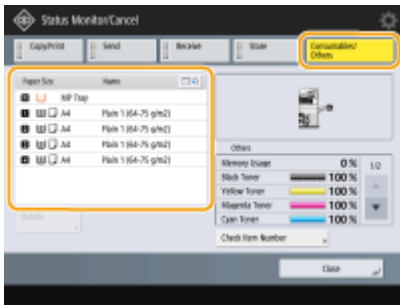 Status Monitor/Cancel
Copy/Print
Send
Receive
Store
Consumables/
Others
Paper Size
Name
MP Tray
A4 Plain 1 (64-75 g/m2)
A4 Plain 1 (64-75 g/m2)
A4 Plain 1 (64-75 g/m2)
A4 Plain 1 (64-75 g/m2)
Details
Others
Memory Usage 0 %
Black Toner 100 %
Yellow Toner 100 %
Magenta Toner 100 %
Cyan Toner 100 %
1/2
Check Item Number
Close